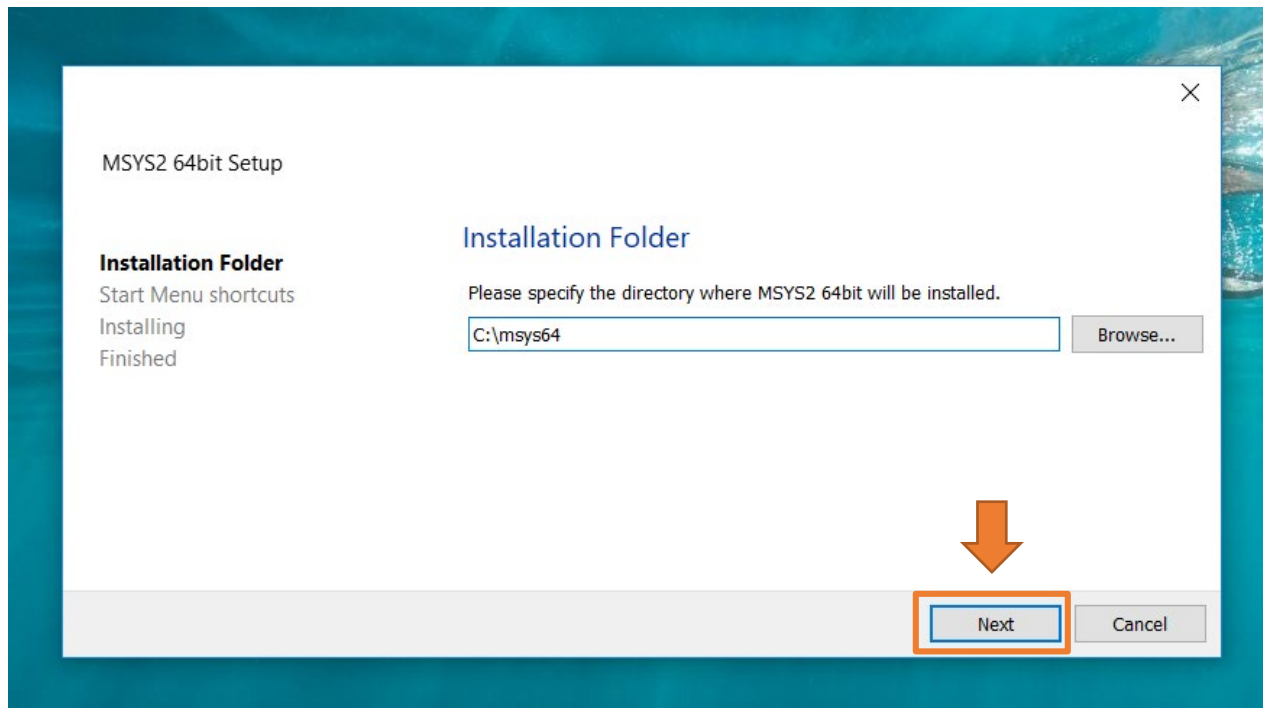 MSYS2 64bit Setup
Installation Folder
Start Menu shortcuts
Installing
Finished
Installation Folder
Please specify the directory where MSYS2 64bit will be installed.
C:\msys64
Browse...
Next
Cancel